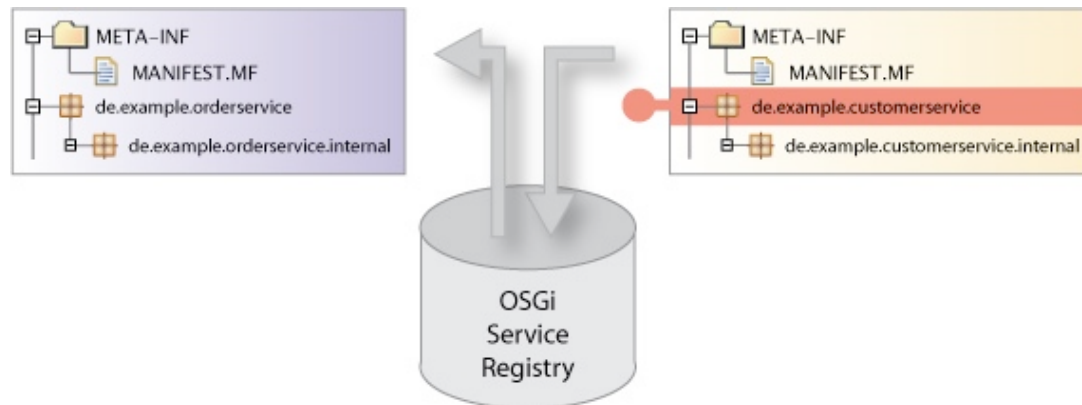 META-INF
MANIFEST.MF
de.example.orderservice
de.example.orderservice.internal
META-INF
MANIFEST.MF
de.example.customerservice
de.example.customerservice.internal
OSGi
Service
Registry